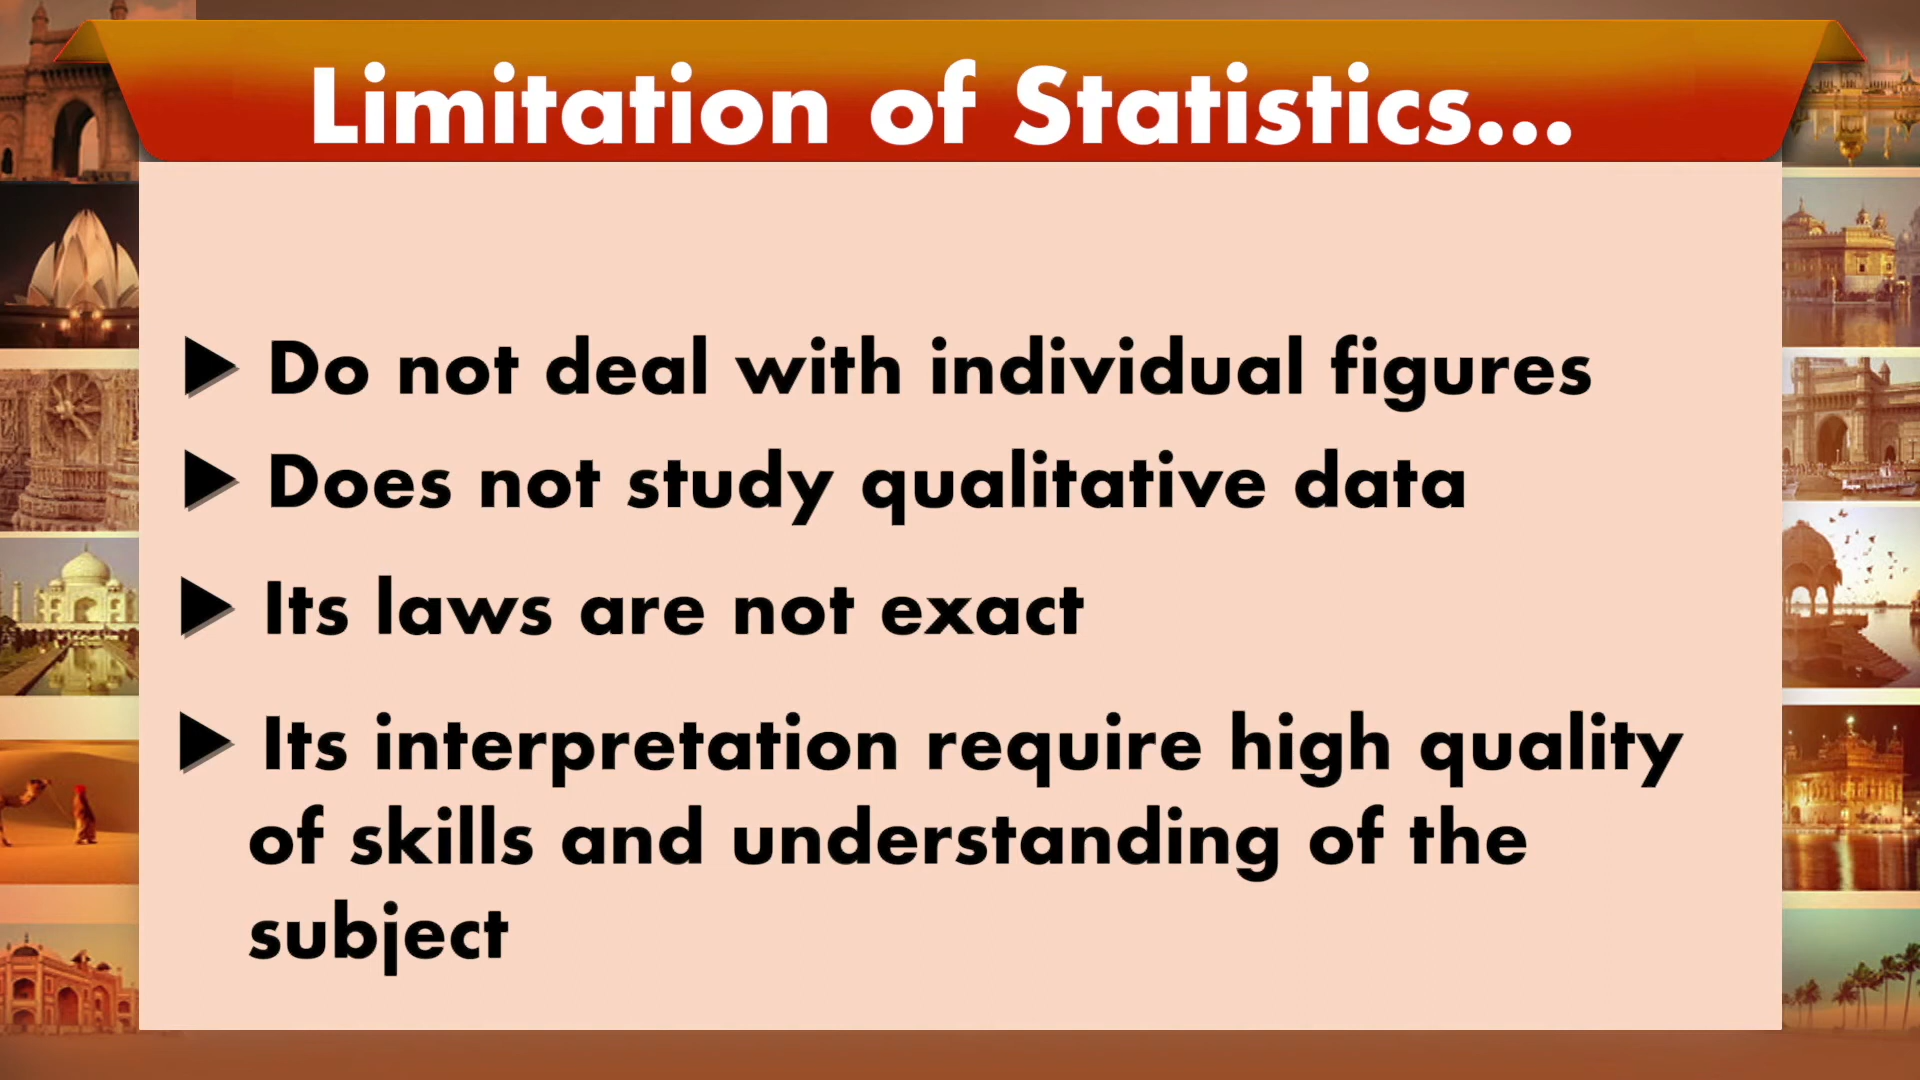 Limitation of Statistics...
▶ Do not deal with individual figures
▶ Does not study qualitative data
▶ Its laws are not exact
▶ Its interpretation require high quality
of skills and understanding of the
subject